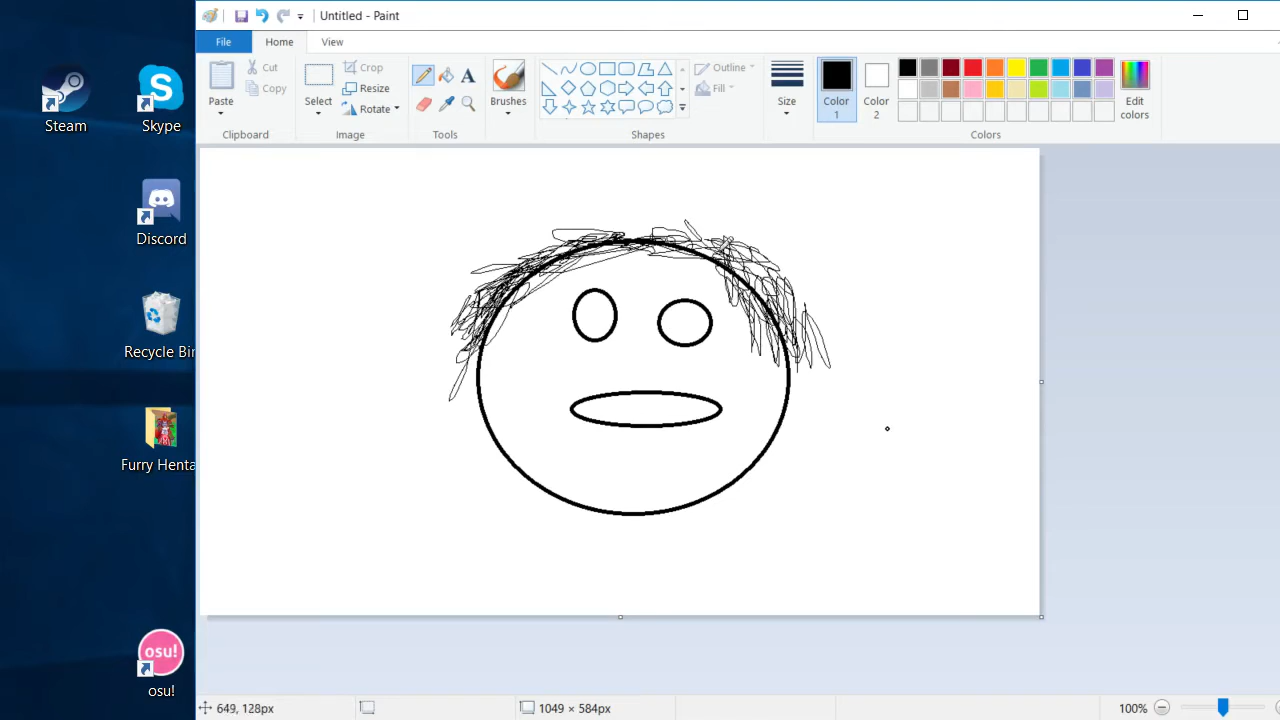 Untitled - Paint
File Home View
Cut
Copy
Paste
Clipboard
Select
Crop
Resize
Rotate
Image
A
Tools
Brushes
Outline
Fill
Shapes
Size
Color
1
Color
2
Edit
colors
Colors
Steam
Skype
Discord
Recycle Bin
Furry Henta
osu!
osu!
649, 128px
1049 × 584px
100%